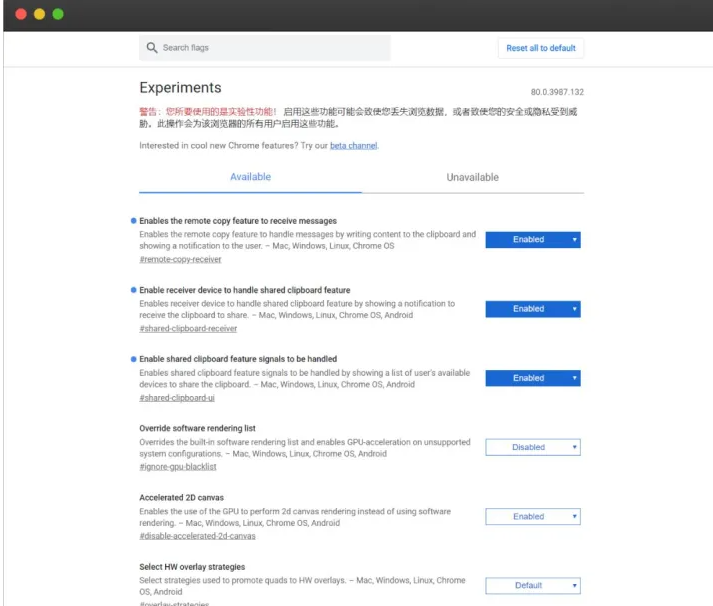 Search flags
Reset all to default
Experiments
80.0.3987.132
警告：您所要使用的是实验性功能！ 启用这些功能可能会致使您丢失浏览数据，或者致使您的安全或隐私受到威
胁。此操作会为该浏览器的所有用户启用这些功能。
Interested in cool new Chrome features? Try our beta channel.
Available
Unavailable
Enables the remote copy feature to receive messages
Enables the remote copy feature to handle messages by writing content to the clipboard and
showing a notification to the user. – Mac, Windows, Linux, Chrome OS
#remote-copy-receiver
Enabled
Enable receiver device to handle shared clipboard feature
Enables receiver device to handle shared clipboard feature by showing a notification to
receive the clipboard to share. – Mac, Windows, Linux, Chrome OS, Android
#shared-clipboard-receiver
Enabled
Enable shared clipboard feature signals to be handled
Enables shared clipboard feature signals to be handled by showing a list of user's available
devices to share the clipboard. – Mac, Windows, Linux, Chrome OS, Android
#shared-clipboard-ui
Enabled
Override software rendering list
Overrides the built-in software rendering list and enables GPU-acceleration on unsupported
system configurations. – Mac, Windows, Linux, Chrome OS, Android
#ignore-gpu-blacklist
Disabled
Accelerated 2D canvas
Enables the use of the GPU to perform 2d canvas rendering instead of using software
rendering. – Mac, Windows, Linux, Chrome OS, Android
#disable-accelerated-2d-canvas
Enabled
Select HW overlay strategies
Select strategies used to promote quads to HW overlays. – Mac, Windows, Linux, Chrome
OS, Android
#overlay-strategies
Default